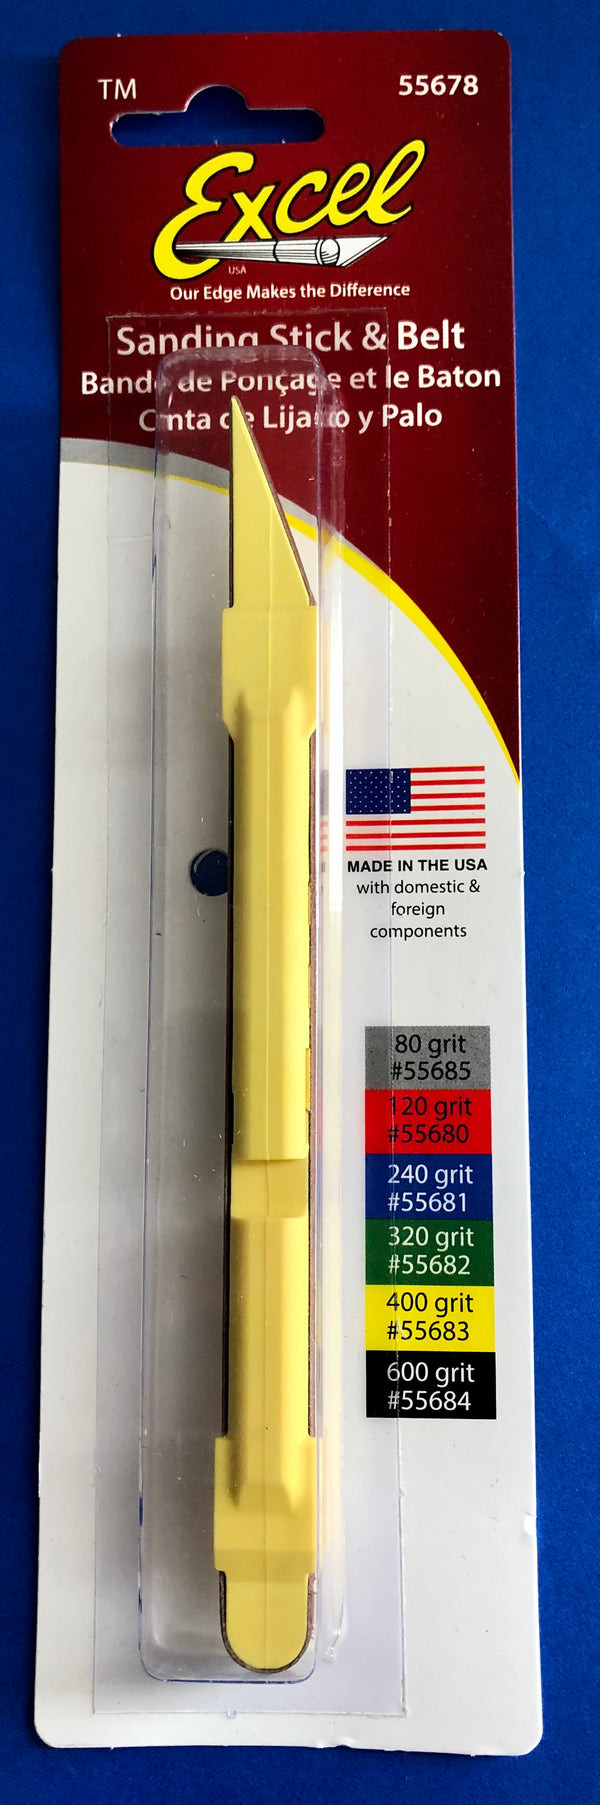 TM
55678
Excel
USA
Our Edge Makes the Difference
Sanding Stick & Belt
Bande de Ponçage et le Baton
Cinta de Lijado y Palo
MADE IN THE USA
with domestic &
foreign
components
80 grit
#55685
120 grit
#55680
240 grit
#55681
320 grit
#55682
400 grit
#55683
600 grit
#55684